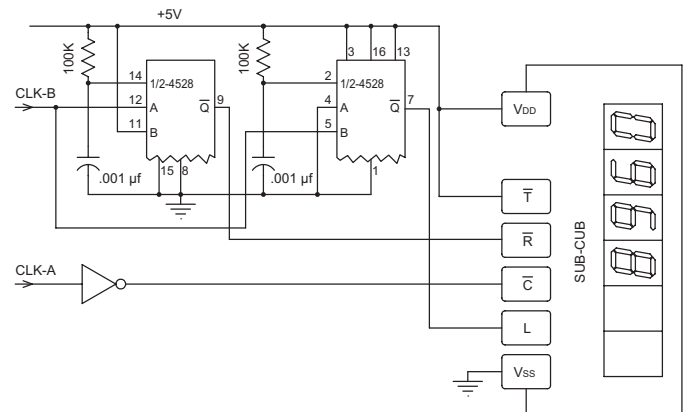 +5V
100K
100K
3
16
13
14
1/2-4528
2
1/2-4528
CLK-B
12
A
Q̅
9
4
A
Q̅
7
11
B
5
B
VDD
15
8
1
.001 µf
.001 µf
T̅
R̅
SUB-CUB
CLK-A
C̅
L
VSS